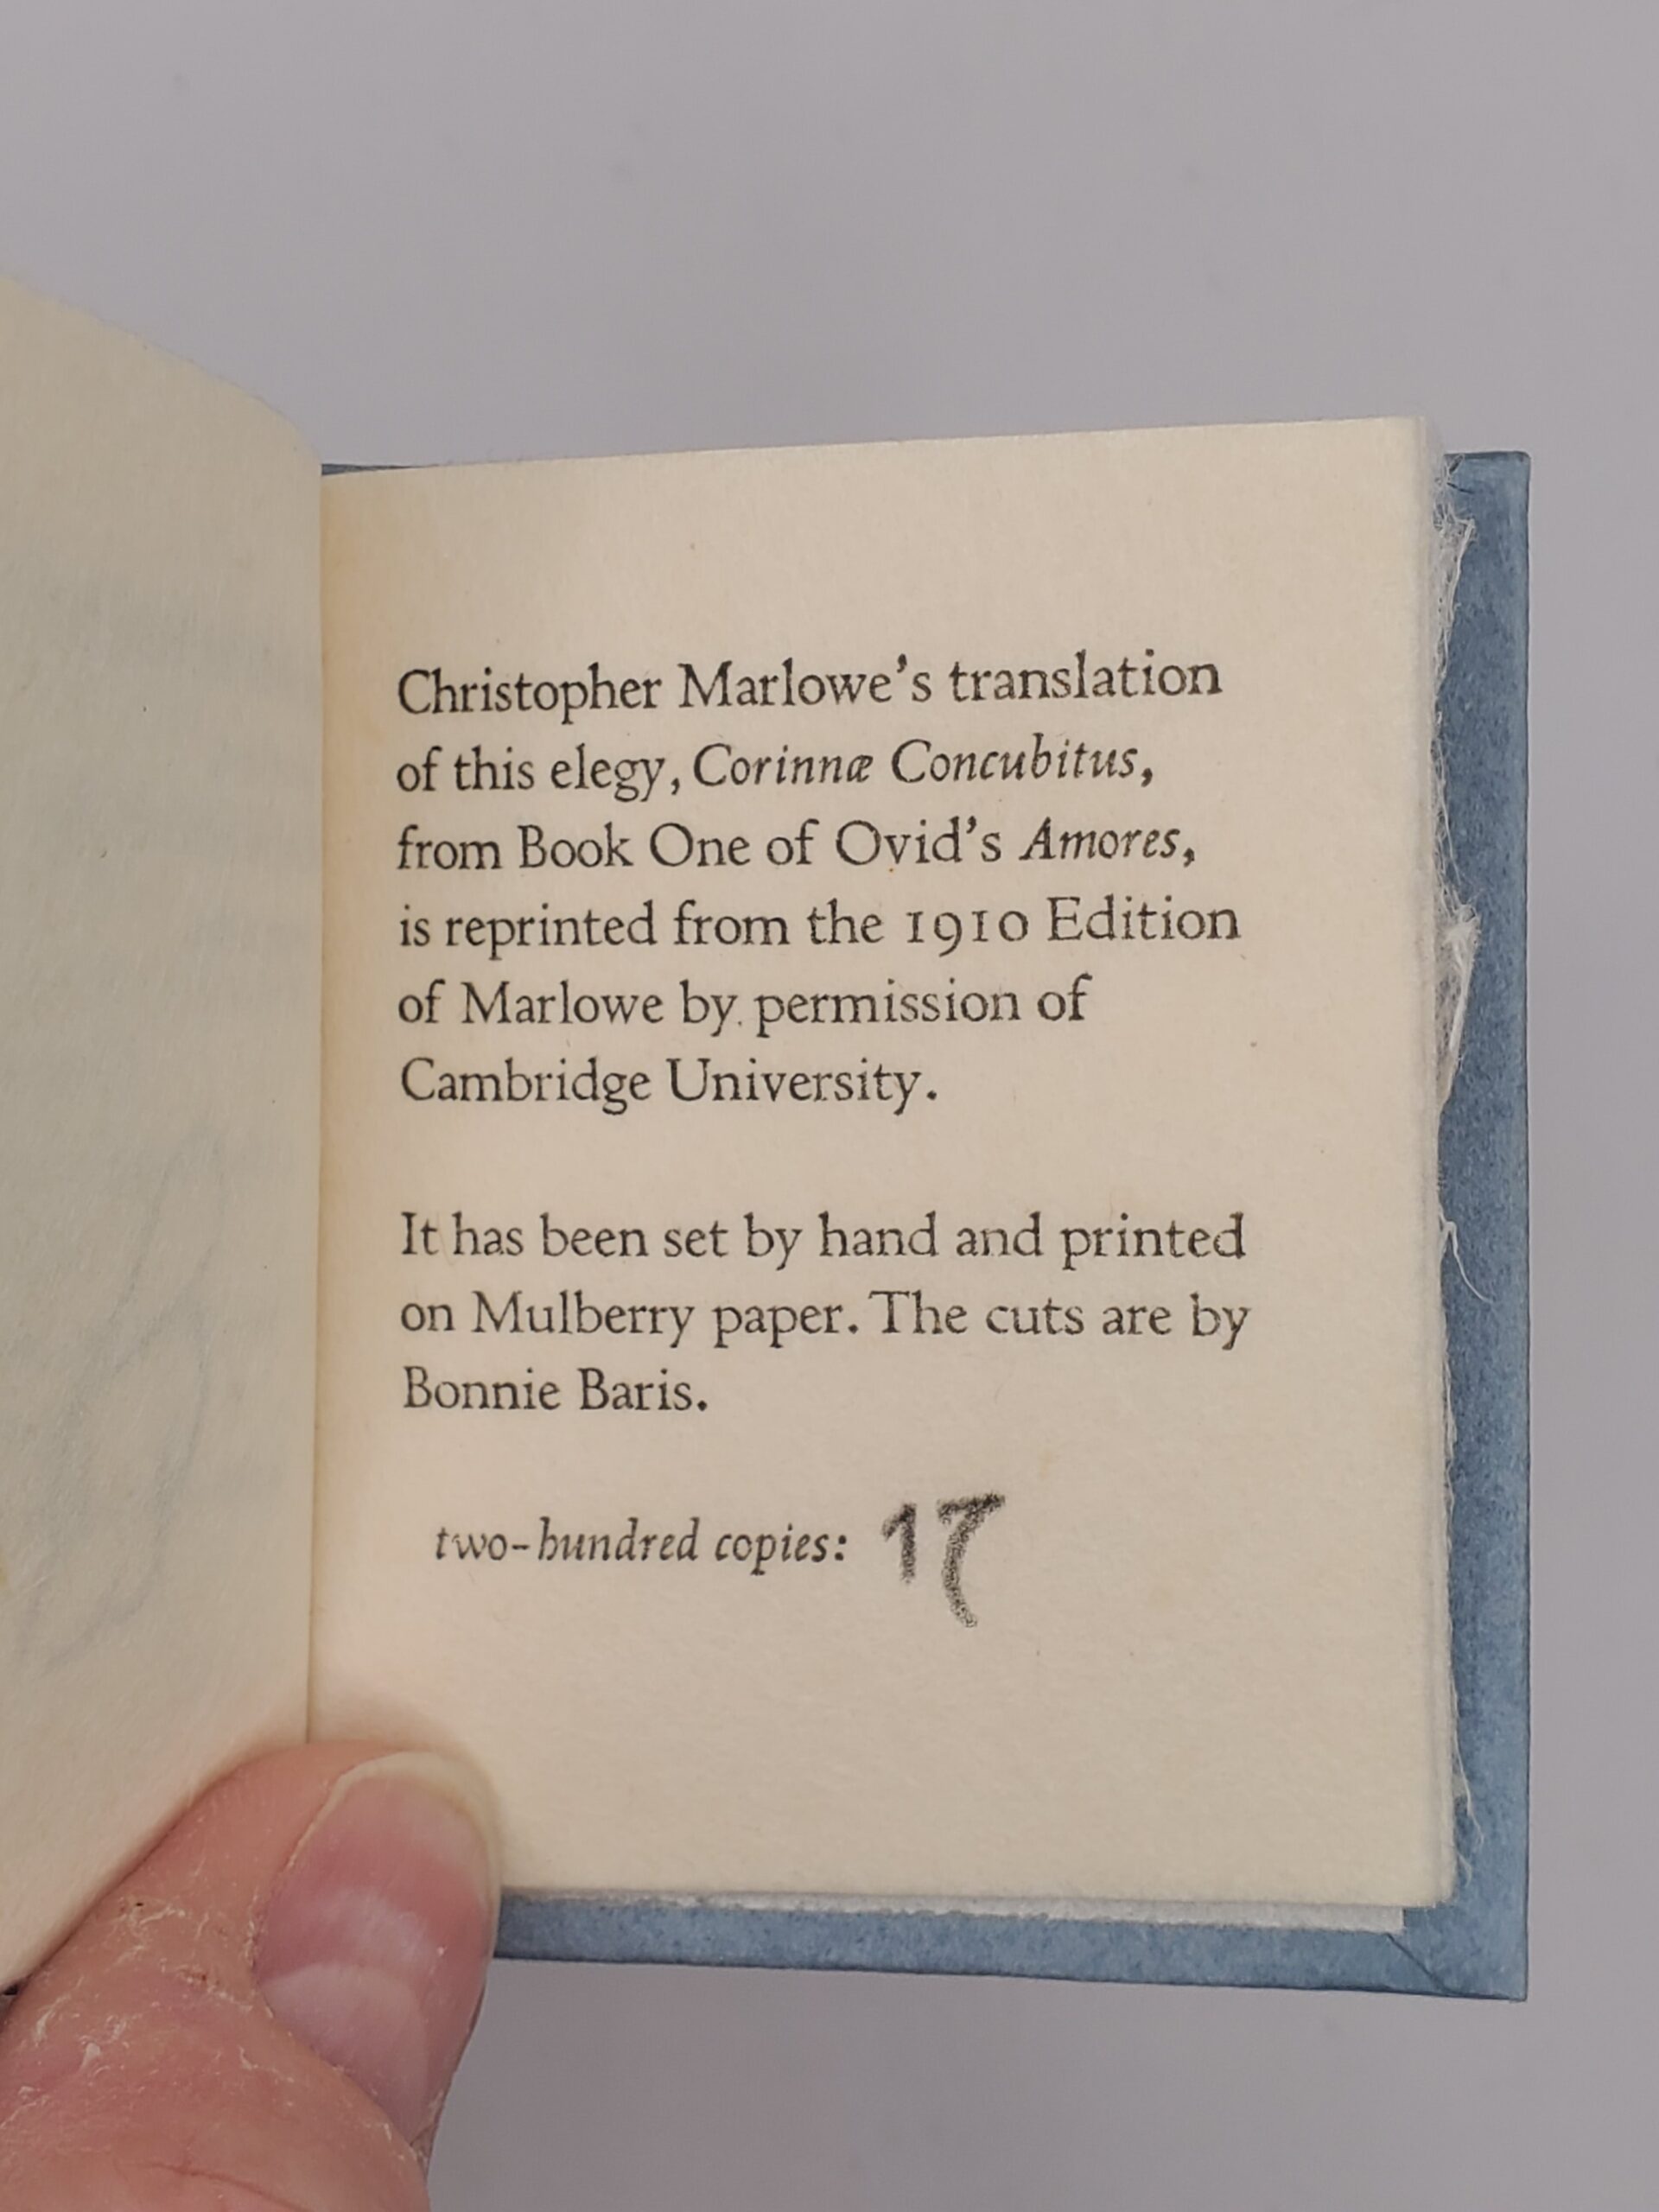 Christopher Marlowe's translation
of this elegy, Corinnæ Concubitus,
from Book One of Ovid's Amores,
is reprinted from the 1910 Edition
of Marlowe by permission of
Cambridge University.
It has been set by hand and printed
on Mulberry paper. The cuts are by
Bonnie Baris.
two-hundred copies: 17